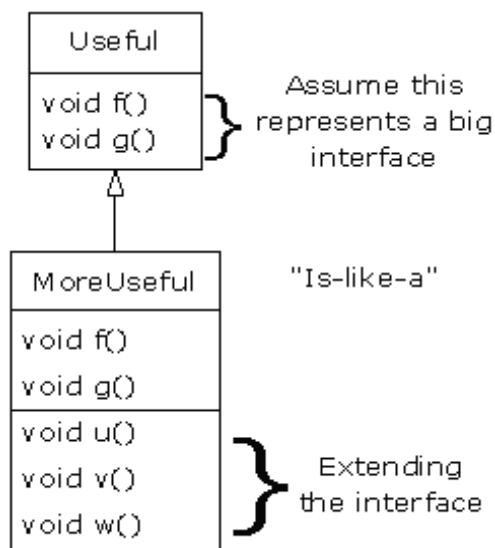 Useful
void f()
void g()
Assume this
represents a big
interface
MoreUseful
"Is-like-a"
void f()
void g()
void u()
void v()
void w()
Extending
the interface